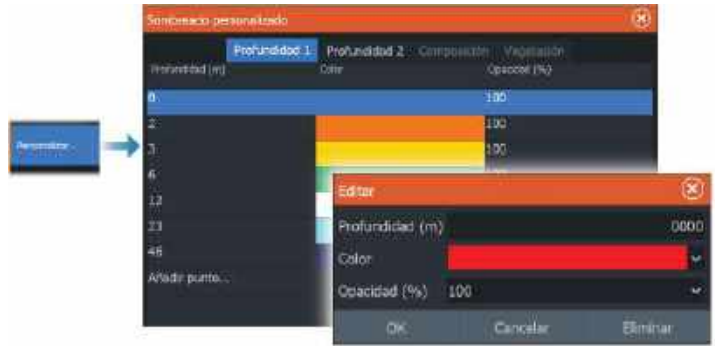 Sombreado personalizado
Profundidad 1 Profundidad 2 Composición Vegetación
Profundidad (m) Color Opacidad (%)
0 100
2 100
3 100
6
12
23
46
Añadir punto...
Personalizar...
Editar
Profundidad (m) 0000
Color
Opacidad (%) 100
OK Cancelar Eliminar